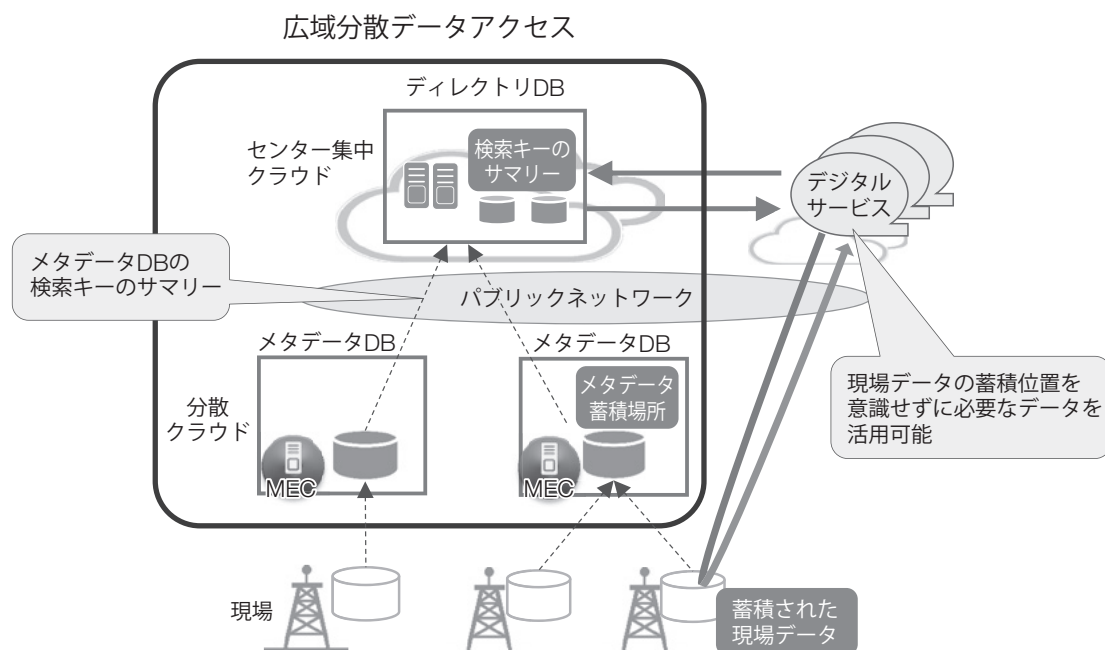 広域分散データアクセス
ディレクトリDB
センター集中
クラウド
検索キーの
サマリー
デジタル
サービス
メタデータDBの
検索キーのサマリー
パブリックネットワーク
メタデータDB
メタデータDB
メタデータ
蓄積場所
分散
クラウド
MEC
MEC
現場データの蓄積位置を
意識せずに必要なデータを
活用可能
現場
蓄積された
現場データ